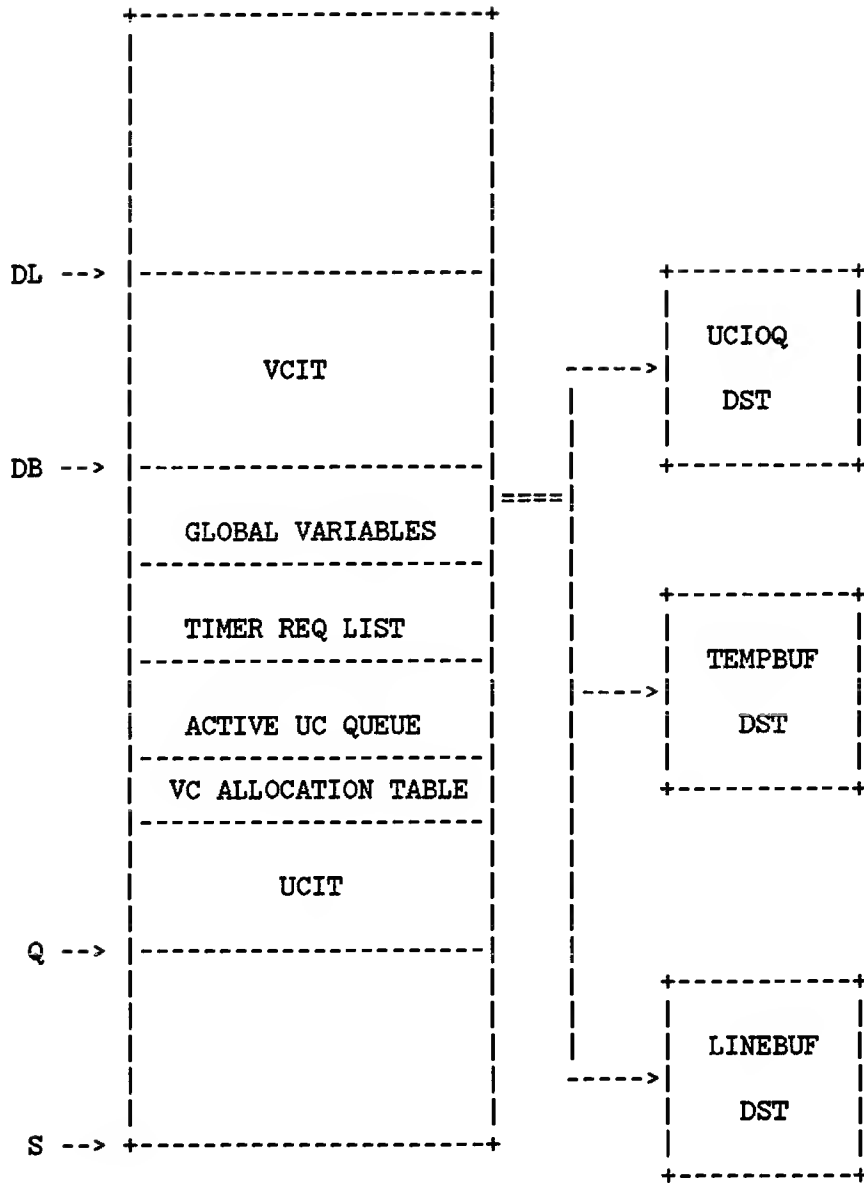 DL -->
VCIT
UCIOQ
DST
DB -->
GLOBAL VARIABLES
TIMER REQ LIST
TEMPBUF
DST
ACTIVE UC QUEUE
VC ALLOCATION TABLE
UCIT
Q -->
LINEBUF
DST
S -->